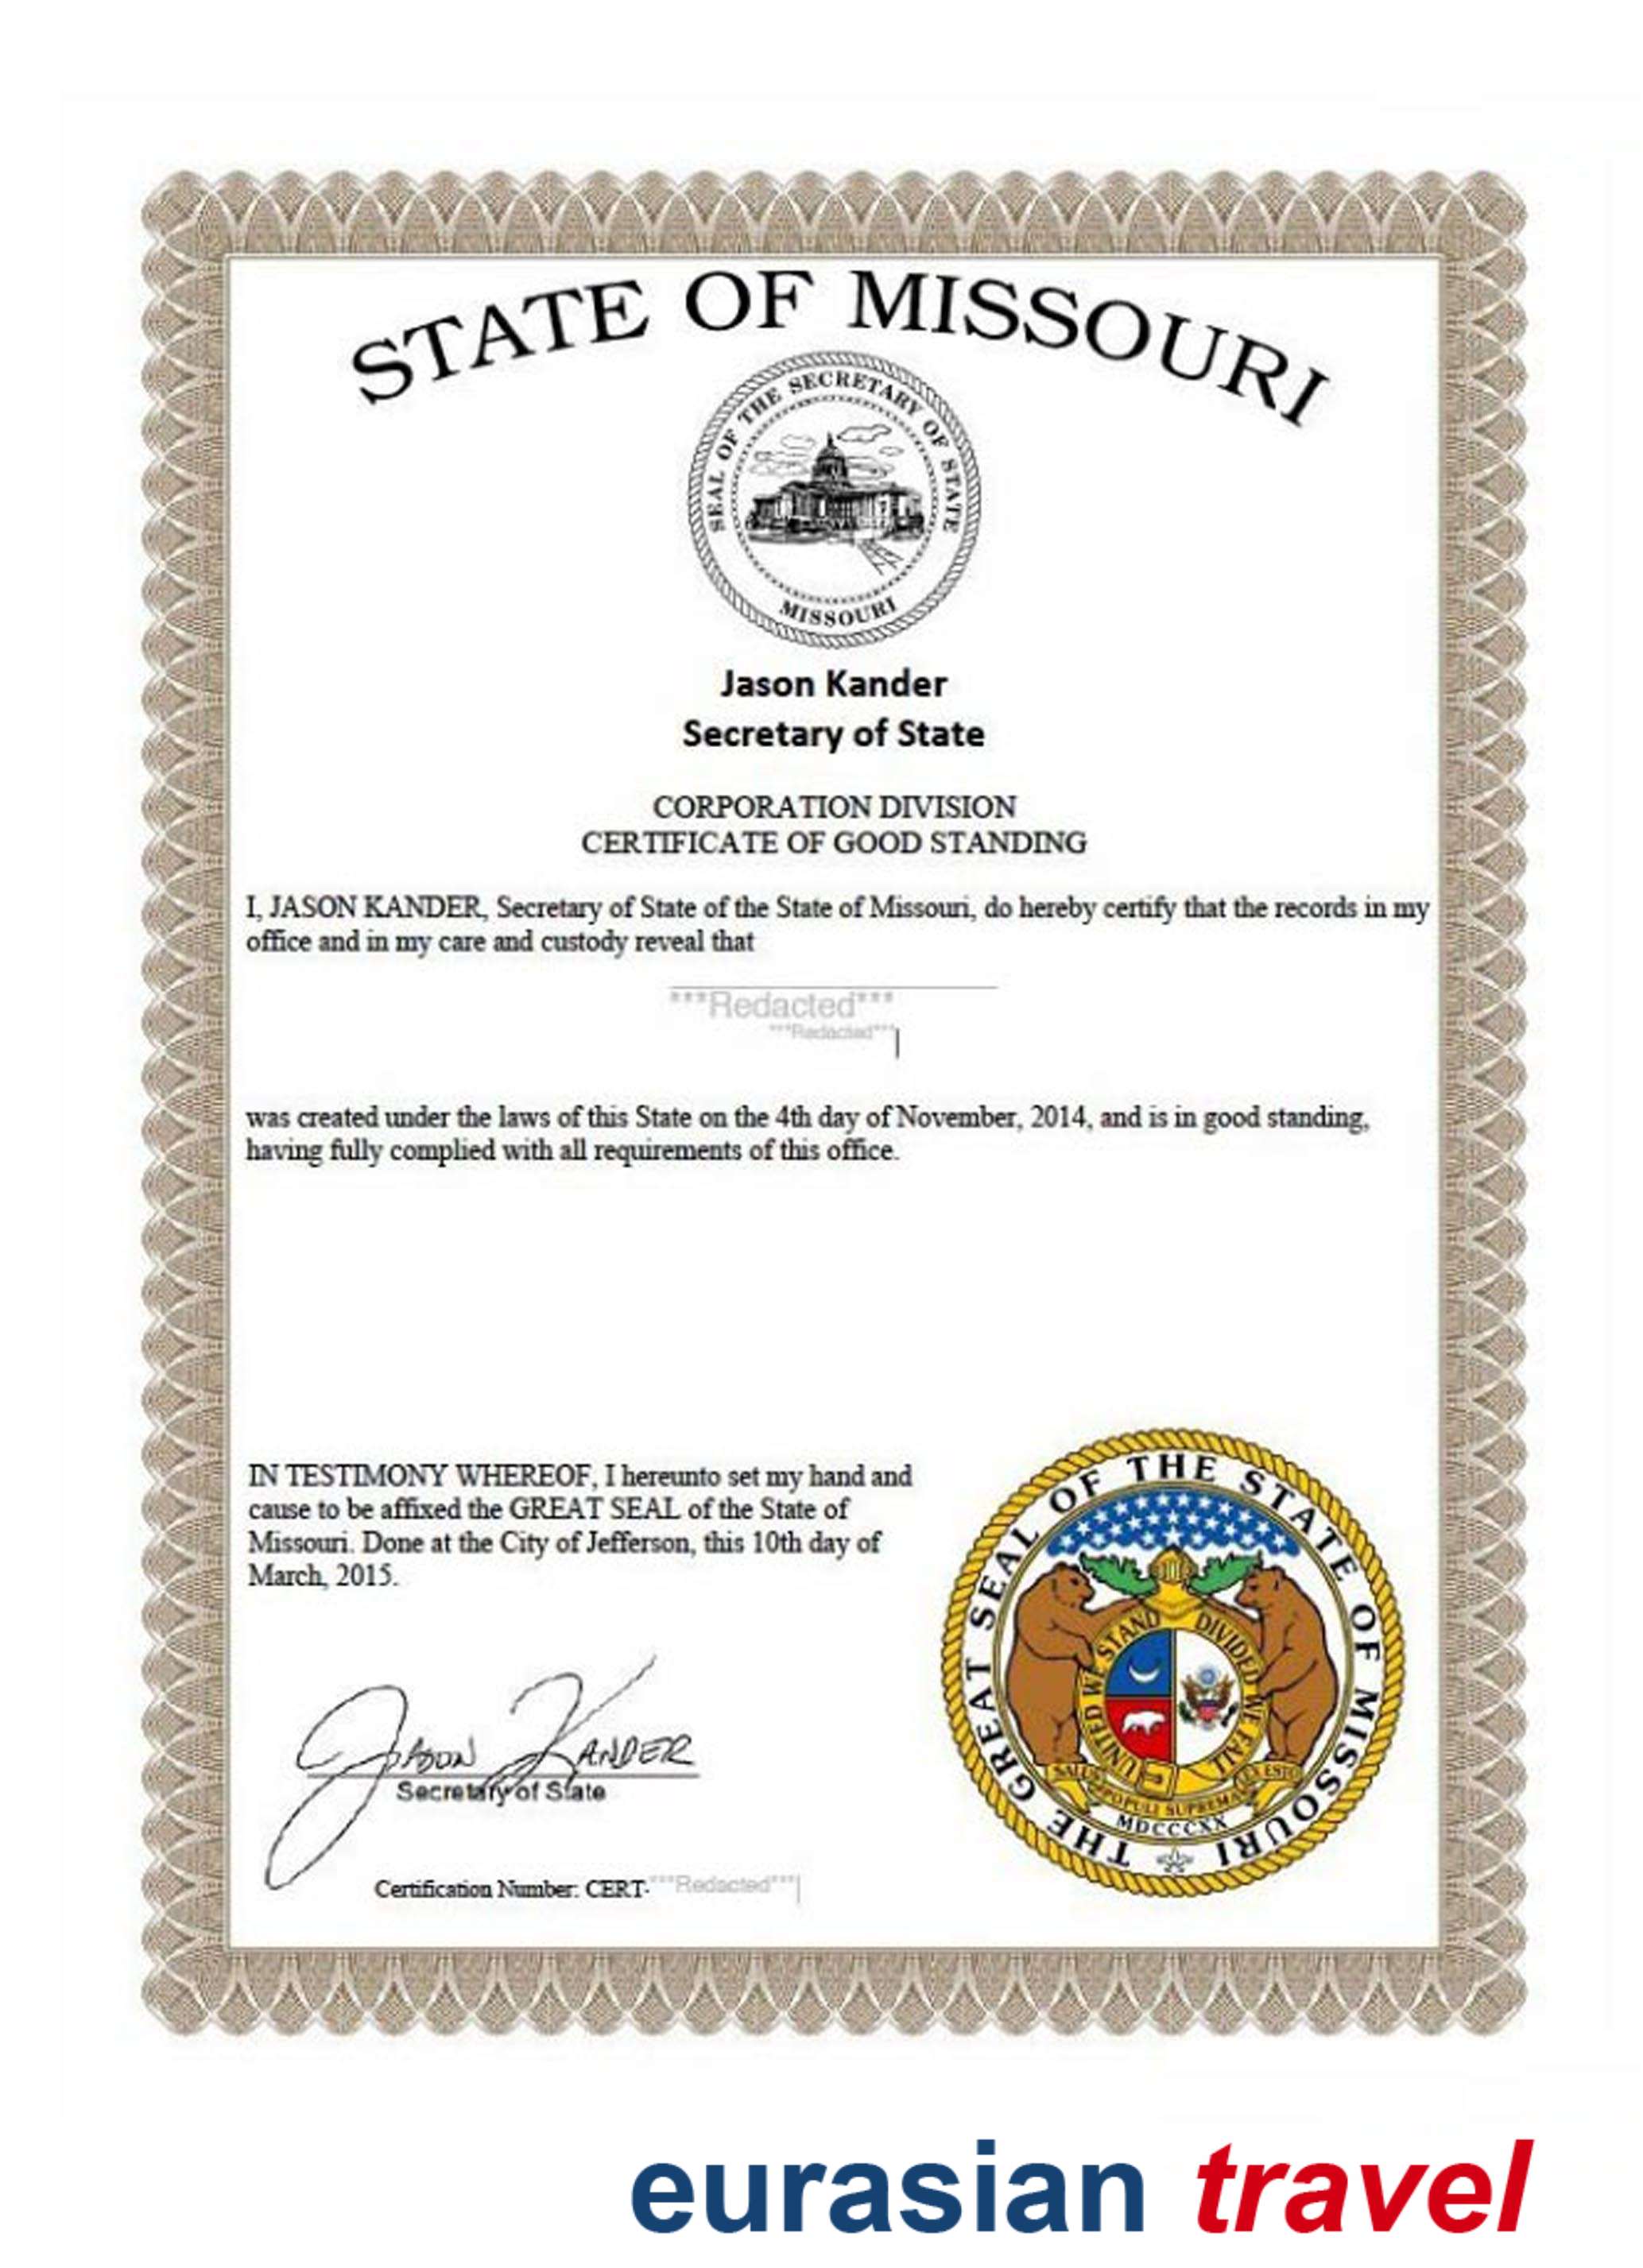 STATE OF MISSOURI
SEAL OF THE SECRETARY OF STATE
MISSOURI
Jason Kander
Secretary of State
CORPORATION DIVISION
CERTIFICATE OF GOOD STANDING
I, JASON KANDER, Secretary of State of the State of Missouri, do hereby certify that the records in my
office and in my care and custody reveal that
***Redacted***
***Redacted***
was created under the laws of this State on the 4th day of November, 2014, and is in good standing,
having fully complied with all requirements of this office.
IN TESTIMONY WHEREOF, I hereunto set my hand and
cause to be affixed the GREAT SEAL of the State of
Missouri. Done at the City of Jefferson, this 10th day of
March, 2015.
THE GREAT SEAL OF THE STATE OF MISSOURI
UNITED WE STAND DIVIDED WE FALL
SALUS POPULI SUPREMA LEX ESTO
MDCCCXX
JASON KANDER
Secretary of State
Certification Number: CERT-***Redacted***
eurasian travel